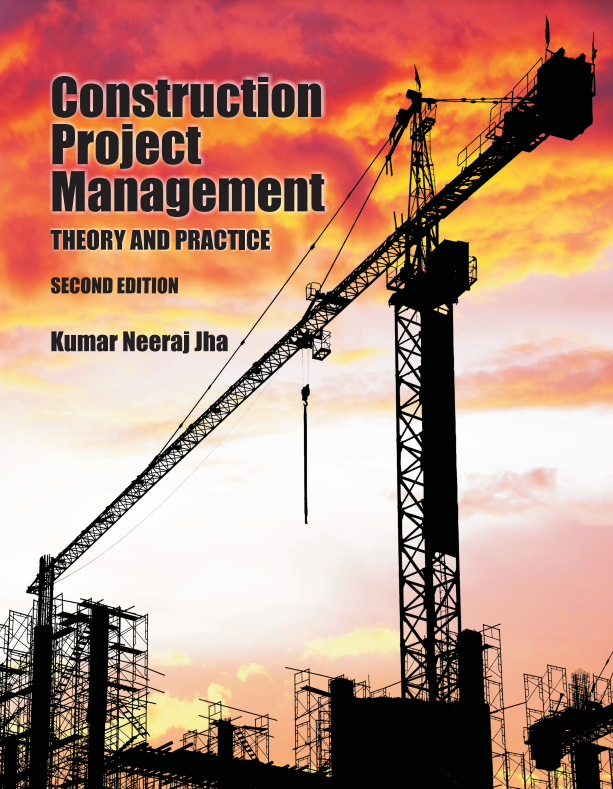 Construction
Project
Management
THEORY AND PRACTICE
SECOND EDITION
Kumar Neeraj Jha